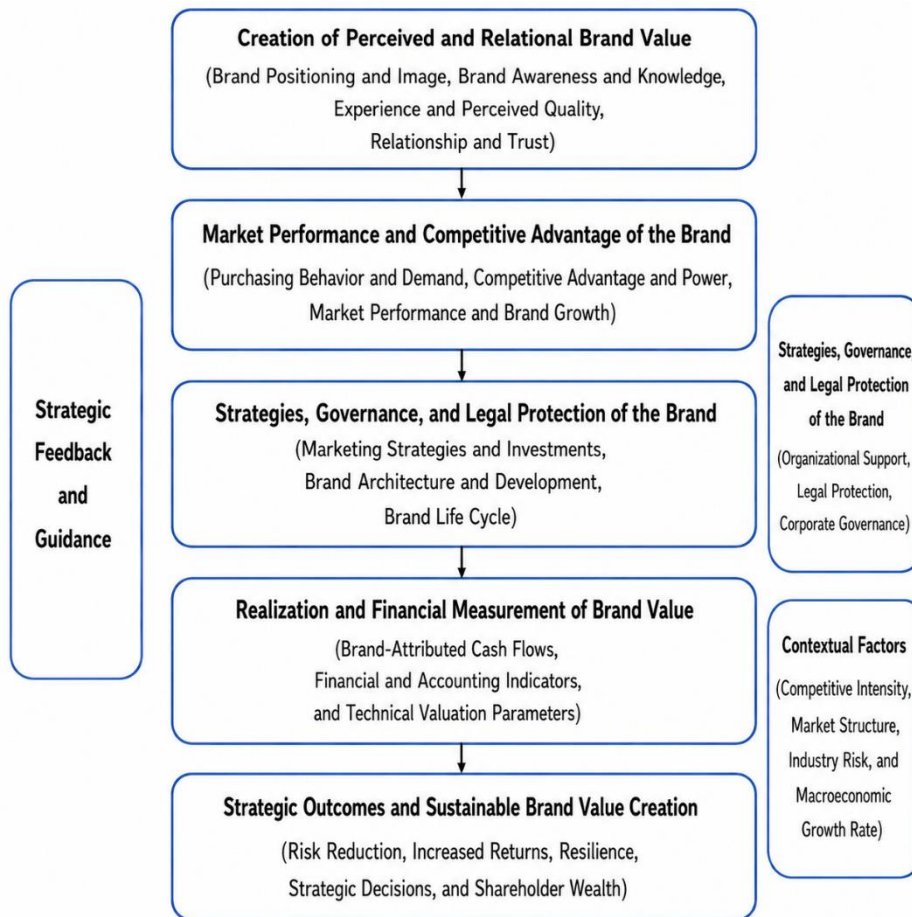 Creation of Perceived and Relational Brand Value
(Brand Positioning and Image, Brand Awareness and Knowledge,
Experience and Perceived Quality,
Relationship and Trust)
Market Performance and Competitive Advantage of the Brand
(Purchasing Behavior and Demand, Competitive Advantage and Power,
Market Performance and Brand Growth)
Strategies, Governance, and Legal Protection of the Brand
(Marketing Strategies and Investments,
Brand Architecture and Development,
Brand Life Cycle)
Realization and Financial Measurement of Brand Value
(Brand-Attributed Cash Flows,
Financial and Accounting Indicators,
and Technical Valuation Parameters)
Strategic Outcomes and Sustainable Brand Value Creation
(Risk Reduction, Increased Returns, Resilience,
Strategic Decisions, and Shareholder Wealth)
Strategic
Feedback
and
Guidance
Strategies, Governance
and Legal Protection
of the Brand
(Organizational Support,
Legal Protection,
Corporate Governance)
Contextual Factors
(Competitive Intensity,
Market Structure,
Industry Risk, and
Macroeconomic
Growth Rate)